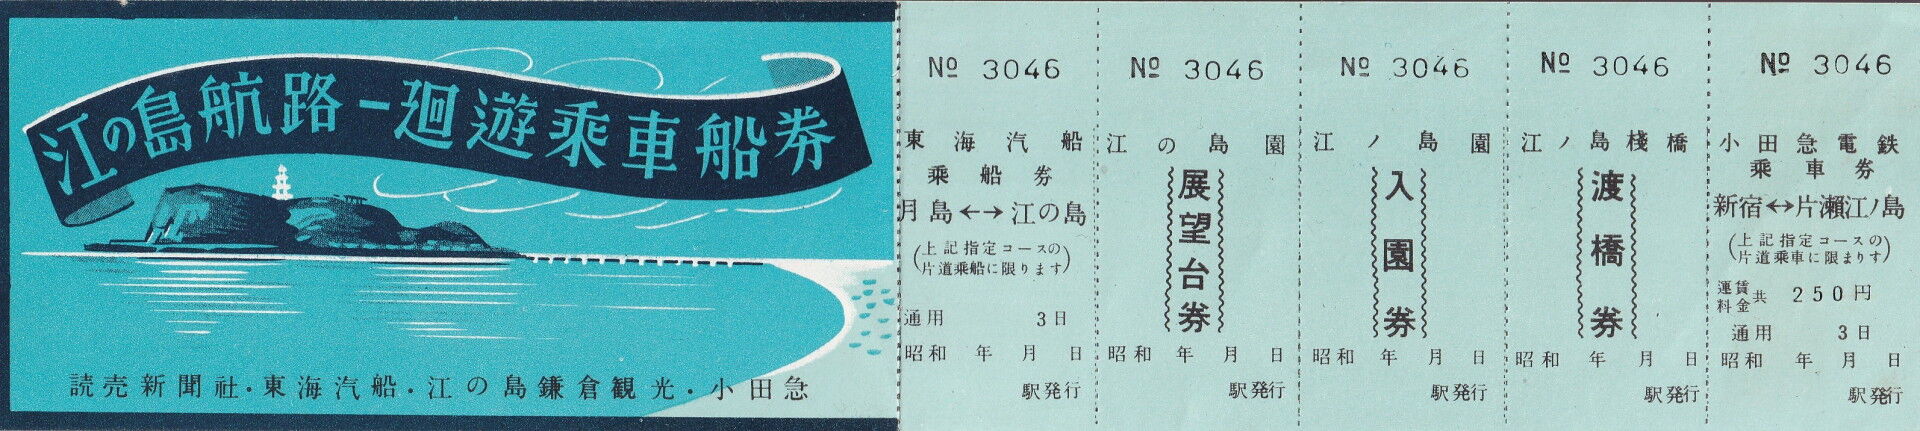 江の島航路一廻遊乗車船券
読売新聞社・東海汽船・江の島鎌倉観光・小田急
№ 3046
東海汽船
乗船券
月島←→江の島
(上記指定コースの
片道乗船に限ります)
通用 3日
昭和 年 月 日
駅発行
№ 3046
江の島園
展望台券
昭和 年 月 日
駅発行
№ 3046
江ノ島園
入園券
昭和 年 月 日
駅発行
№ 3046
江ノ島棧橋
渡橋券
昭和 年 月 日
駅発行
№ 3046
小田急電鉄
乗車券
新宿↔片瀬江ノ島
(上記指定コースの
片道乗車に限まりす)
運賃
料金共 250円
通用 3日
昭和 年 月 日
駅発行